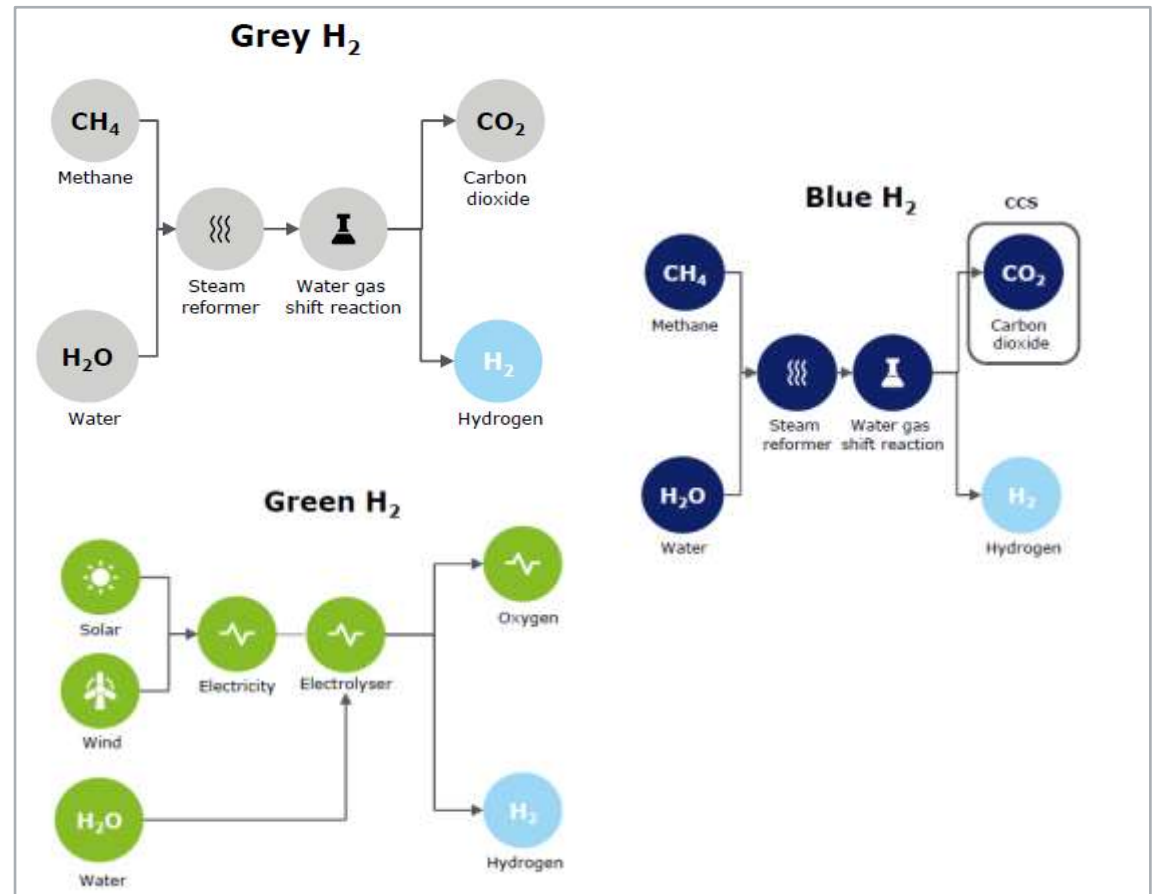 Grey H₂
CH₄
Methane
CO₂
Carbon
dioxide
Steam
reformer
Water gas
shift reaction
H₂O
Water
H₂
Hydrogen
Blue H₂
CCS
CH₄
Methane
CO₂
Carbon
dioxide
Steam
reformer
Water gas
shift reaction
H₂O
Water
H₂
Hydrogen
Green H₂
Solar
Oxygen
Electricity
Electrolyser
Wind
H₂O
Water
H₂
Hydrogen